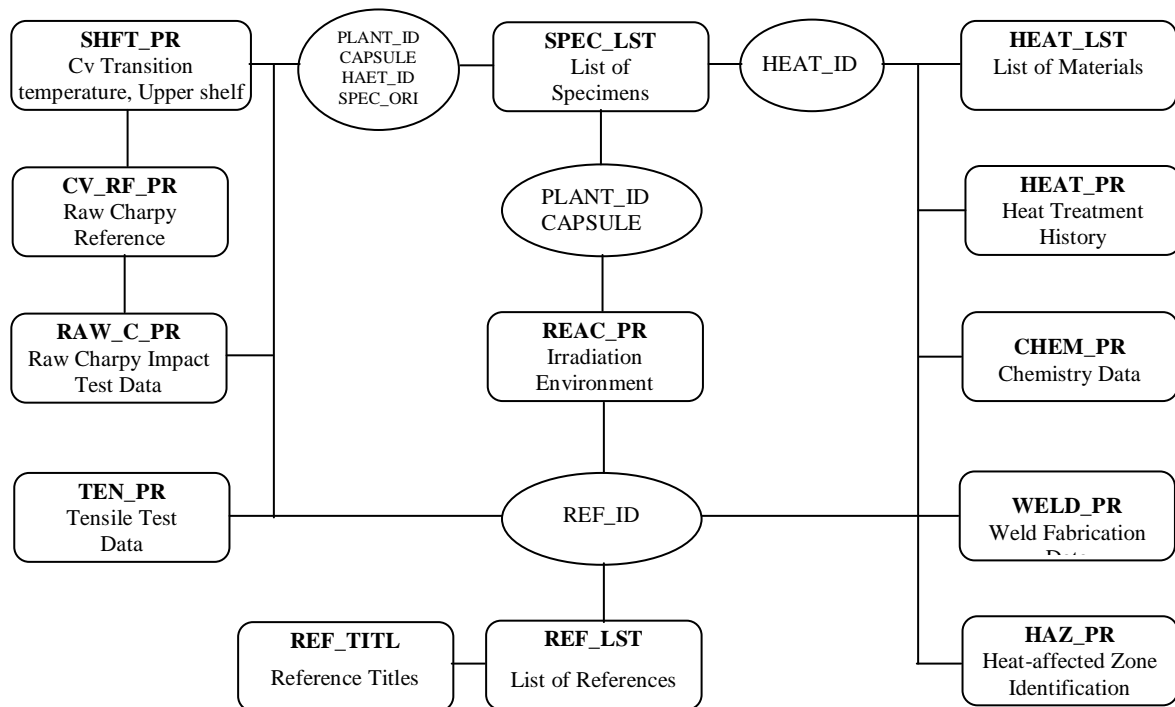 SHFT_PR
Cv Transition
temperature, Upper shelf
PLANT_ID
CAPSULE
HAET_ID
SPEC_ORI
SPEC_LST
List of
Specimens
HEAT_ID
HEAT_LST
List of Materials
CV_RF_PR
Raw Charpy
Reference
PLANT_ID
CAPSULE
HEAT_PR
Heat Treatment
History
RAW_C_PR
Raw Charpy Impact
Test Data
REAC_PR
Irradiation
Environment
CHEM_PR
Chemistry Data
TEN_PR
Tensile Test
Data
REF_ID
WELD_PR
Weld Fabrication
Data
REF_TITL
Reference Titles
REF_LST
List of References
HAZ_PR
Heat-affected Zone
Identification